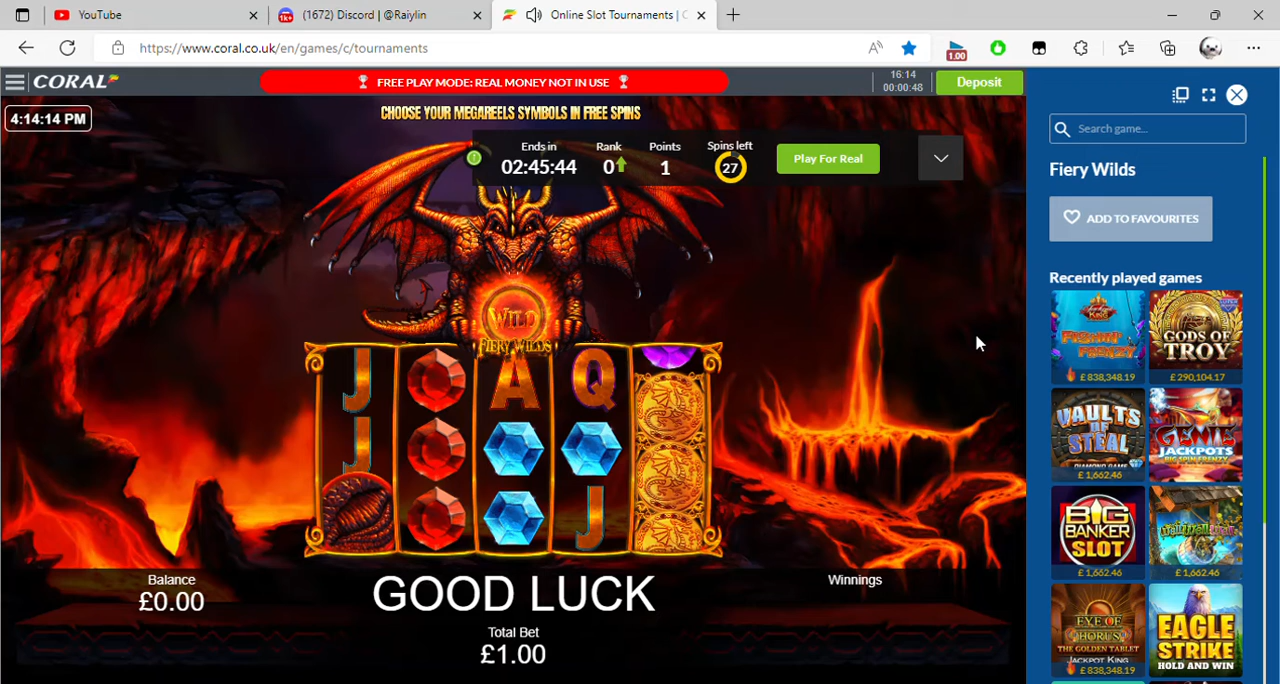 YouTube
(1672) Discord | @Raiylin
Online Slot Tournaments | C
https://www.coral.co.uk/en/games/c/tournaments
1.00
CORAL
FREE PLAY MODE: REAL MONEY NOT IN USE
16:14
00:00:48
Deposit
4:14:14 PM
CHOOSE YOUR MEGAREELS SYMBOLS IN FREE SPINS
Ends in
02:45:44
Rank
0
Points
1
Spins left
27
Play For Real
Search game...
Fiery Wilds
ADD TO FAVOURITES
Recently played games
WILD
FIERY WILDS
J
A
Q
J
J
FISHIN' FRENZY
£ 838,348.19
GODS OF
TROY
£ 290,104.17
VAULTS
OF
STEAL
DIAMOND GAME
£ 1,662.46
GENIE
JACKPOTS
BIG SPIN FRENZY
BIG
BANKER
SLOT
£ 1,662.46
£ 1,662.46
EYE OF
HORUS
THE GOLDEN TABLET
JACKPOT KING
£ 838,348.19
EAGLE
STRIKE
HOLD AND WIN
Balance
£0.00
GOOD LUCK
Winnings
Total Bet
£1.00